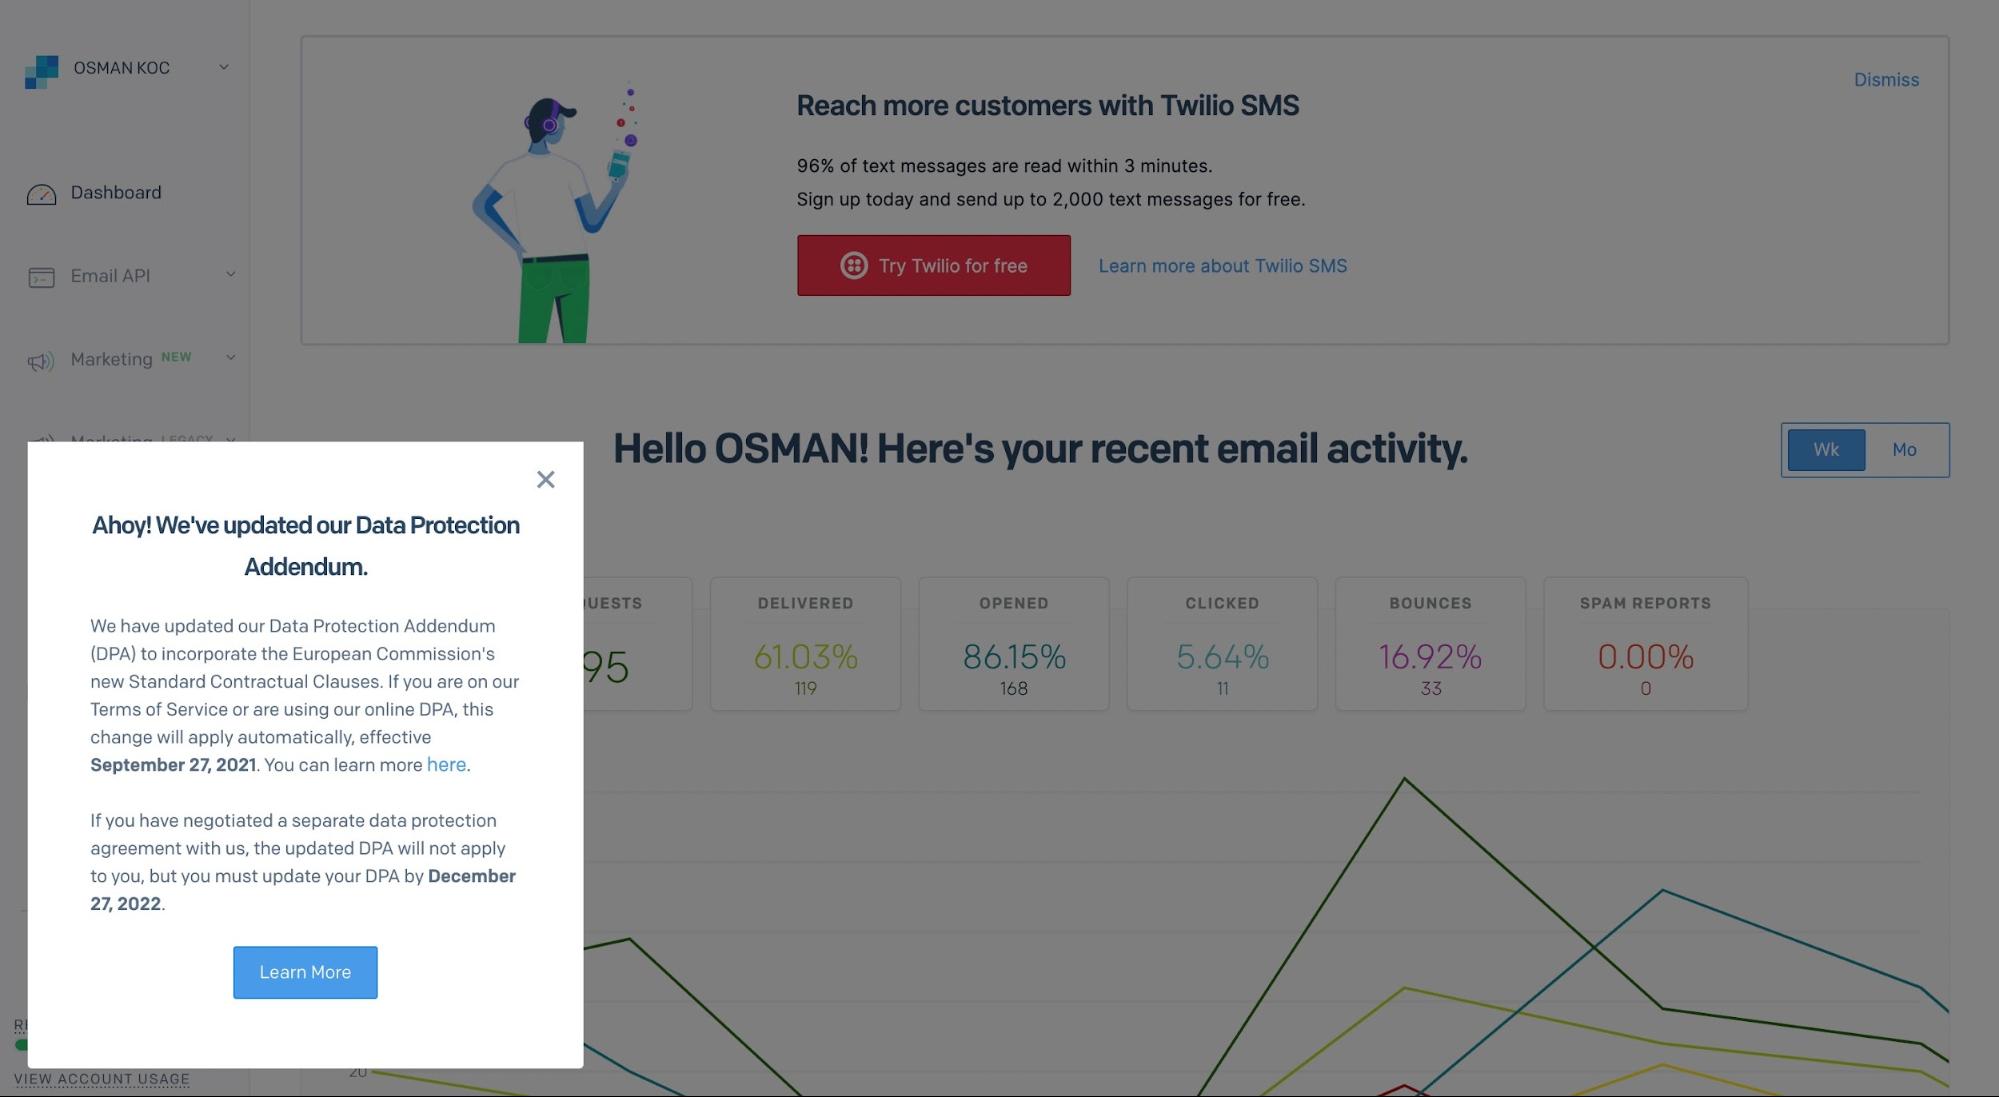 OSMAN KOC
Dashboard
Email API
Marketing NEW
Marketing LEGACY
Dismiss
Reach more customers with Twilio SMS
96% of text messages are read within 3 minutes.
Sign up today and send up to 2,000 text messages for free.
Try Twilio for free
Learn more about Twilio SMS
Hello OSMAN! Here's your recent email activity.
Wk
Mo
Ahoy! We've updated our Data Protection
Addendum.
We have updated our Data Protection Addendum
(DPA) to incorporate the European Commission's
new Standard Contractual Clauses. If you are on our
Terms of Service or are using our online DPA, this
change will apply automatically, effective
September 27, 2021. You can learn more here.
If you have negotiated a separate data protection
agreement with us, the updated DPA will not apply
to you, but you must update your DPA by December
27, 2022.
Learn More
UESTS
95
DELIVERED
61.03%
119
OPENED
86.15%
168
CLICKED
5.64%
11
BOUNCES
16.92%
33
SPAM REPORTS
0.00%
0
20
VIEW ACCOUNT USAGE